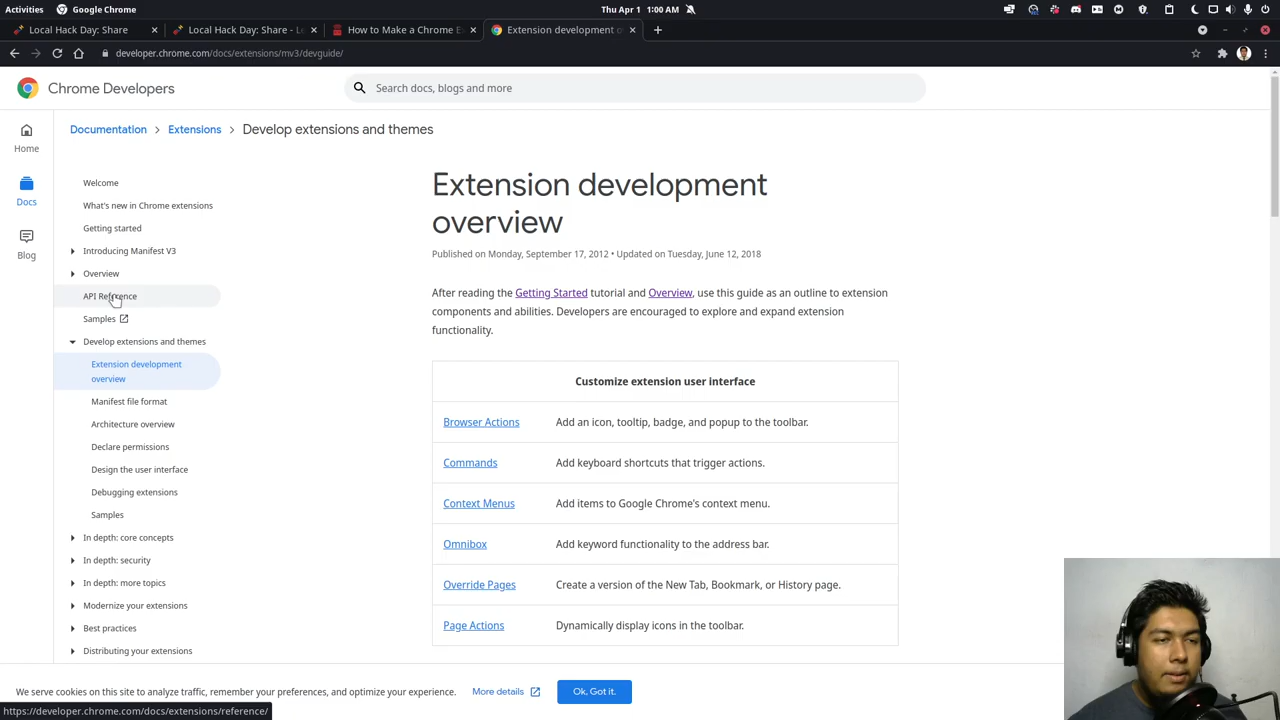 Activities Google Chrome Thu Apr 1 1:00 AM
Local Hack Day: Share Local Hack Day: Share - Le How to Make a Chrome E Extension development o
developer.chrome.com/docs/extensions/mv3/devguide/
Chrome Developers Search docs, blogs and more
Home
Docs
Blog
Documentation Extensions Develop extensions and themes
Welcome
What's new in Chrome extensions
Getting started
Introducing Manifest V3
Overview
API Reference
Samples
Develop extensions and themes
Extension development
overview
Manifest file format
Architecture overview
Declare permissions
Design the user interface
Debugging extensions
Samples
In depth: core concepts
In depth: security
In depth: more topics
Modernize your extensions
Best practices
Distributing your extensions
Extension development
overview
Published on Monday, September 17, 2012 • Updated on Tuesday, June 12, 2018
After reading the Getting Started tutorial and Overview, use this guide as an outline to extension
components and abilities. Developers are encouraged to explore and expand extension
functionality.
Customize extension user interface
Browser Actions Add an icon, tooltip, badge, and popup to the toolbar.
Commands Add keyboard shortcuts that trigger actions.
Context Menus Add items to Google Chrome's context menu.
Omnibox Add keyword functionality to the address bar.
Override Pages Create a version of the New Tab, Bookmark, or History page.
Page Actions Dynamically display icons in the toolbar.
We serve cookies on this site to analyze traffic, remember your preferences, and optimize your experience. More details Ok, Got it.
https://developer.chrome.com/docs/extensions/reference/